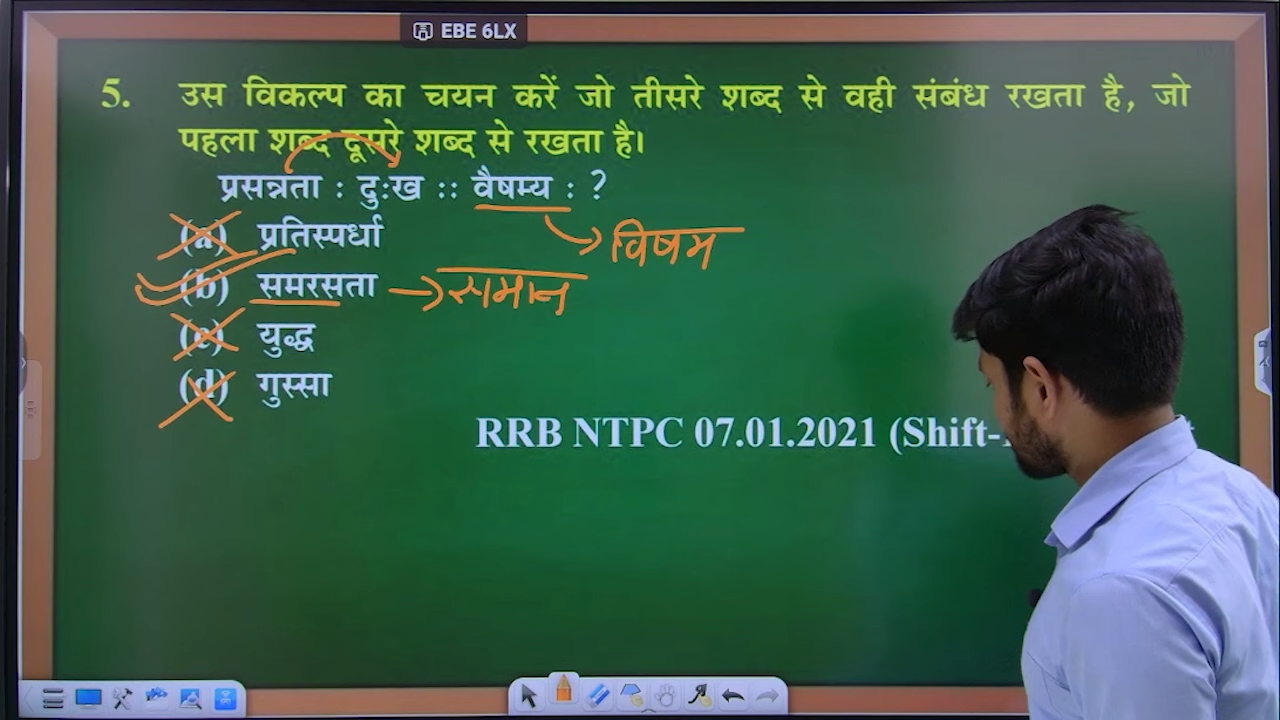 EBE 6LX
5. उस विकल्प का चयन करें जो तीसरे शब्द से वही संबंध रखता है, जो
पहला शब्द दूसरे शब्द से रखता है।
प्रसन्नता : दुःख :: वैषम्य : ?
(a) प्रतिस्पर्धा
विषम
(b) समरसता → समान
(c) युद्ध
(d) गुस्सा
RRB NTPC 07.01.2021 (Shift-